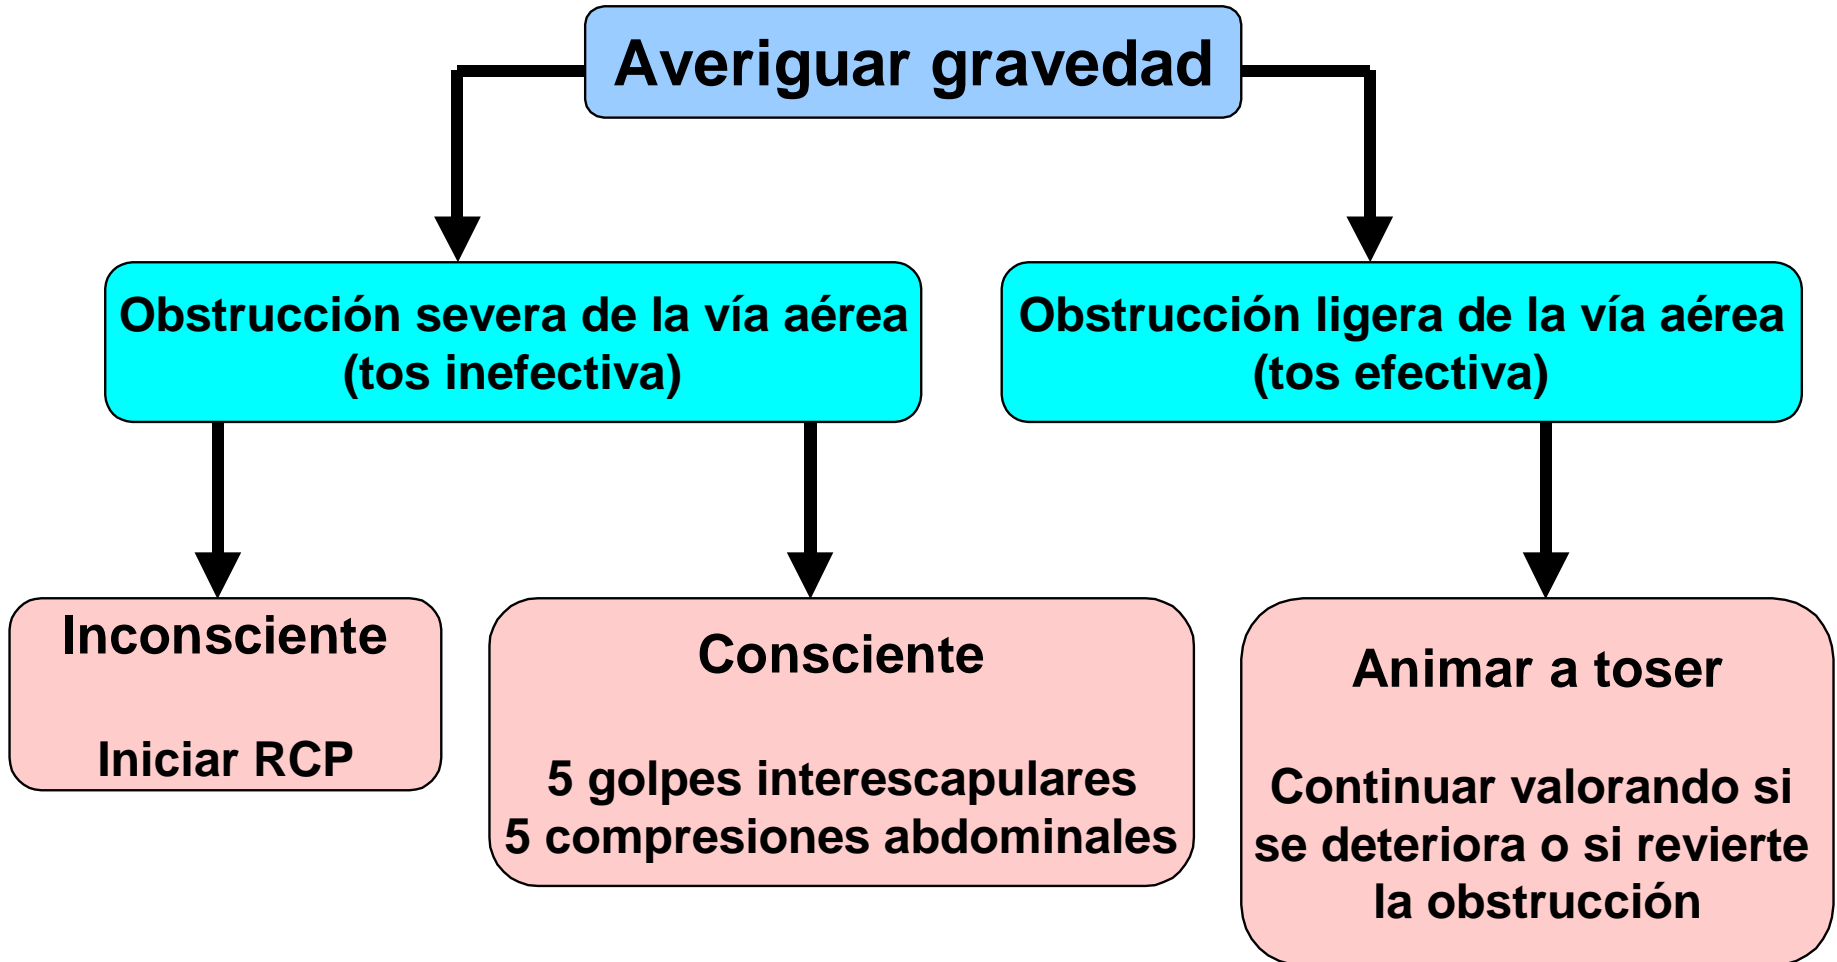 Averiguar gravedad
Obstrucción severa de la vía aérea
(tos inefectiva)
Obstrucción ligera de la vía aérea
(tos efectiva)
Inconsciente
Iniciar RCP
Consciente
5 golpes interescapulares
5 compresiones abdominales
Animar a toser
Continuar valorando si
se deteriora o si revierte
la obstrucción